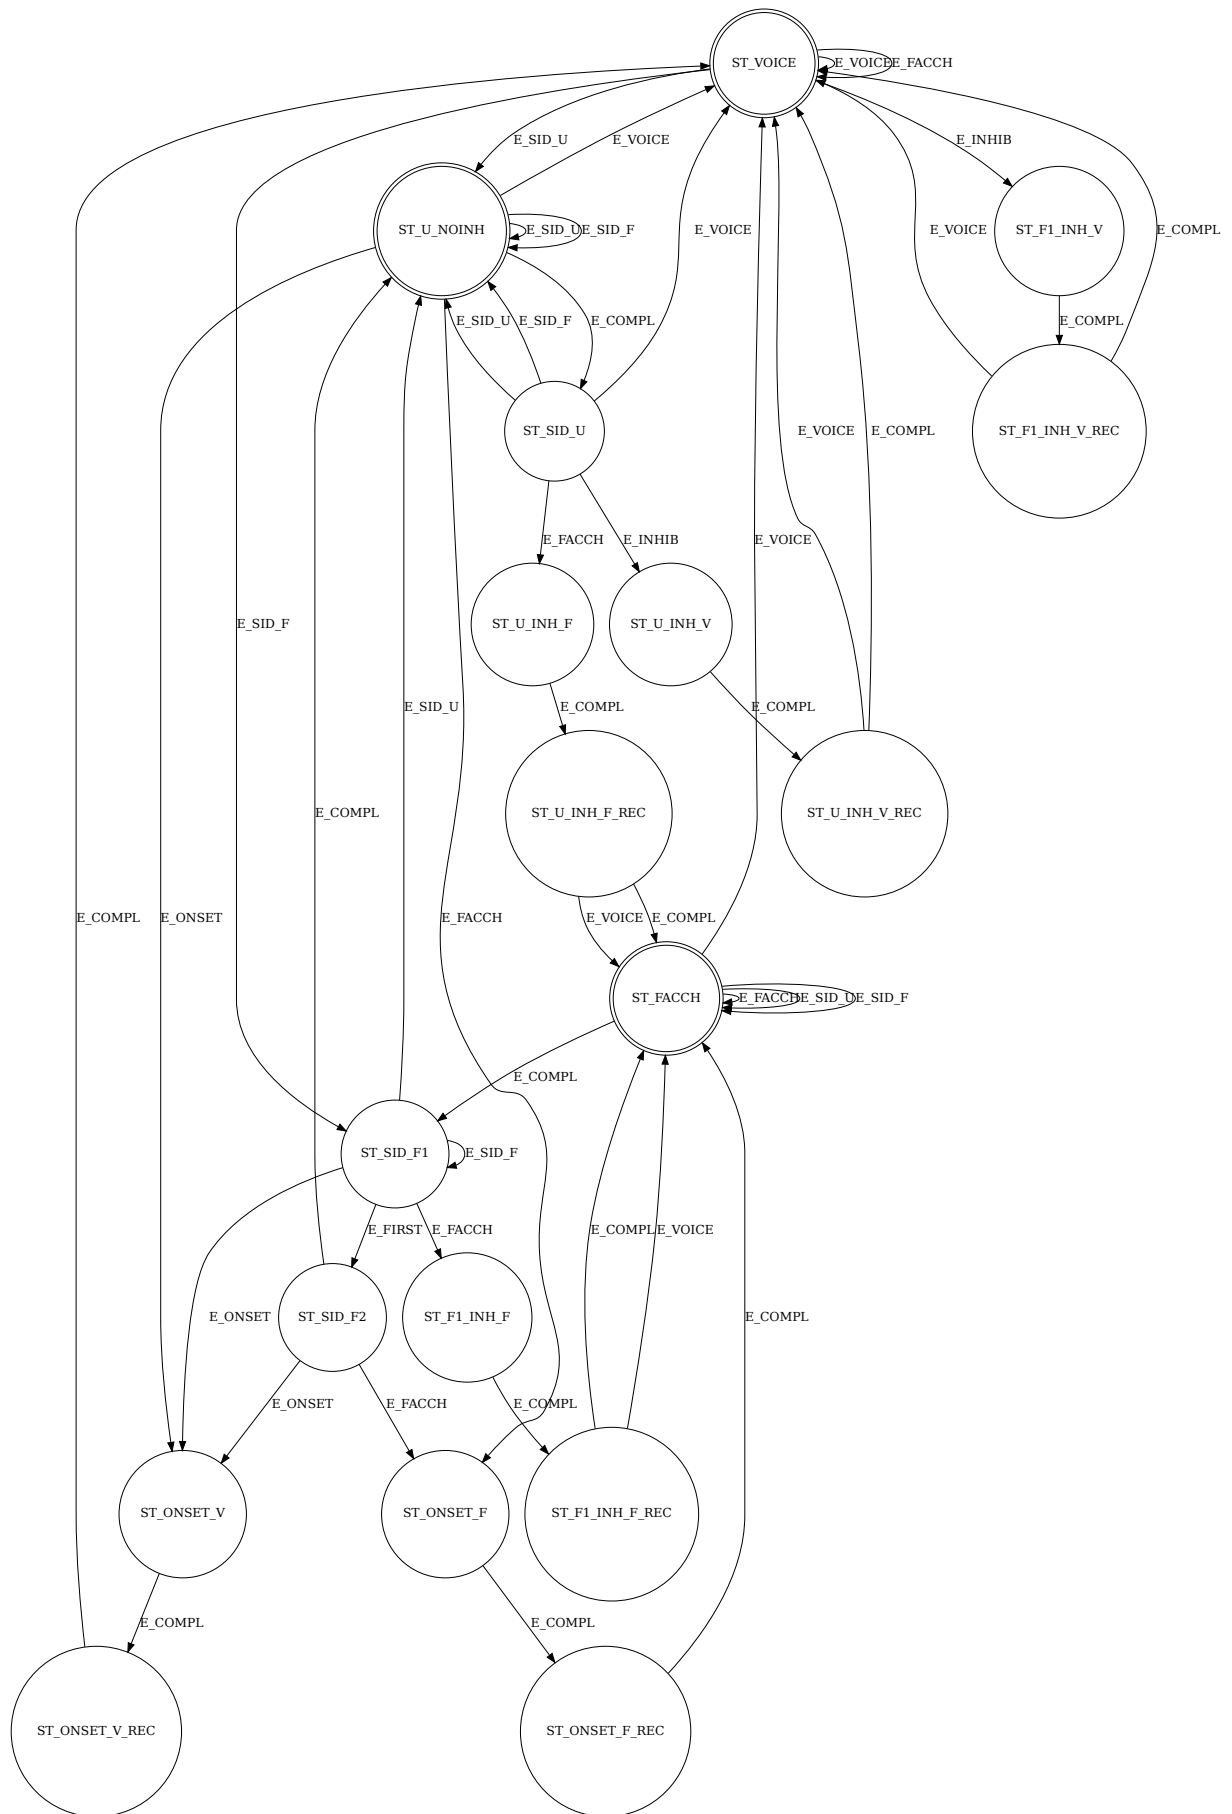 ST_VOICE
E_VOICE
E_FACCH
E_SID_U
E_VOICE
E_INHIB
ST_U_NOINH
E_SID_U
E_SID_F
E_VOICE
E_VOICE
ST_F1_INH_V
E_COMPL
E_SID_U
E_SID_F
E_COMPL
E_COMPL
ST_SID_U
E_VOICE
E_COMPL
ST_F1_INH_V_REC
E_FACCH
E_INHIB
E_VOICE
E_SID_F
ST_U_INH_F
ST_U_INH_V
E_SID_U
E_COMPL
E_COMPL
E_COMPL
ST_U_INH_F_REC
ST_U_INH_V_REC
E_COMPL
E_ONSET
E_FACCH
E_VOICE
E_COMPL
ST_FACCH
E_FACCH
E_SID_U
E_SID_F
E_COMPL
ST_SID_F1
E_SID_F
E_FIRST
E_FACCH
E_COMPL
E_VOICE
E_ONSET
ST_SID_F2
ST_F1_INH_F
E_COMPL
E_ONSET
E_FACCH
E_COMPL
ST_ONSET_V
ST_ONSET_F
ST_F1_INH_F_REC
E_COMPL
E_COMPL
ST_ONSET_V_REC
ST_ONSET_F_REC